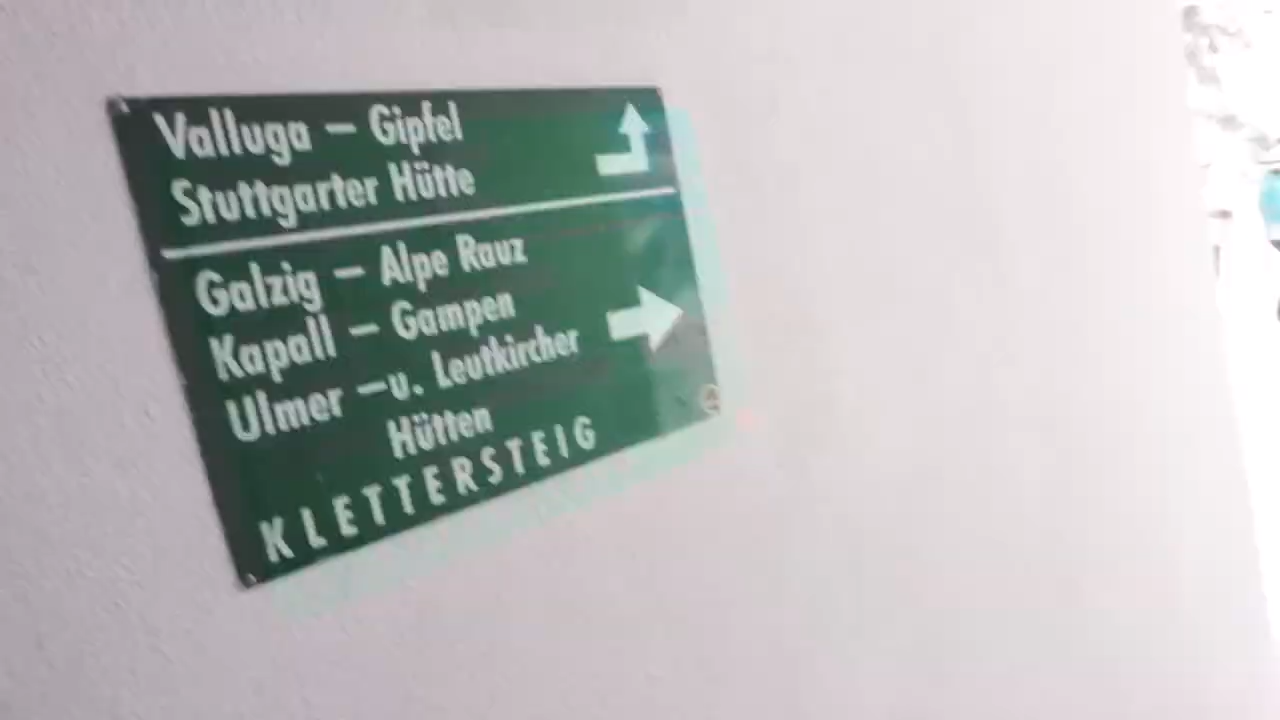 Valluga – Gipfel
Stuttgarter Hütte
Galzig – Alpe Rauz
Kapall – Gampen
Ulmer – u. Leutkircher
Hütten
KLETTERSTEIG